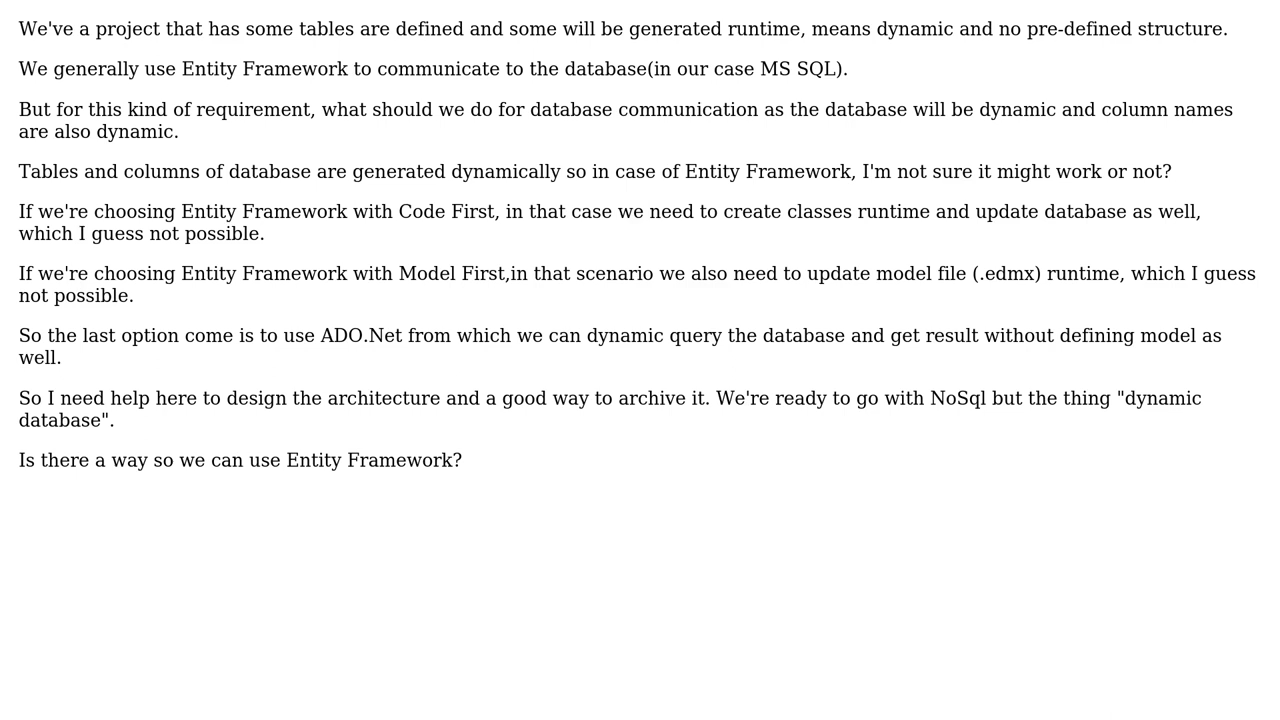 We've a project that has some tables are defined and some will be generated runtime, means dynamic and no pre-defined structure.
We generally use Entity Framework to communicate to the database(in our case MS SQL).
But for this kind of requirement, what should we do for database communication as the database will be dynamic and column names
are also dynamic.
Tables and columns of database are generated dynamically so in case of Entity Framework, I'm not sure it might work or not?
If we're choosing Entity Framework with Code First, in that case we need to create classes runtime and update database as well,
which I guess not possible.
If we're choosing Entity Framework with Model First,in that scenario we also need to update model file (.edmx) runtime, which I guess
not possible.
So the last option come is to use ADO.Net from which we can dynamic query the database and get result without defining model as
well.
So I need help here to design the architecture and a good way to archive it. We're ready to go with NoSql but the thing "dynamic
database".
Is there a way so we can use Entity Framework?